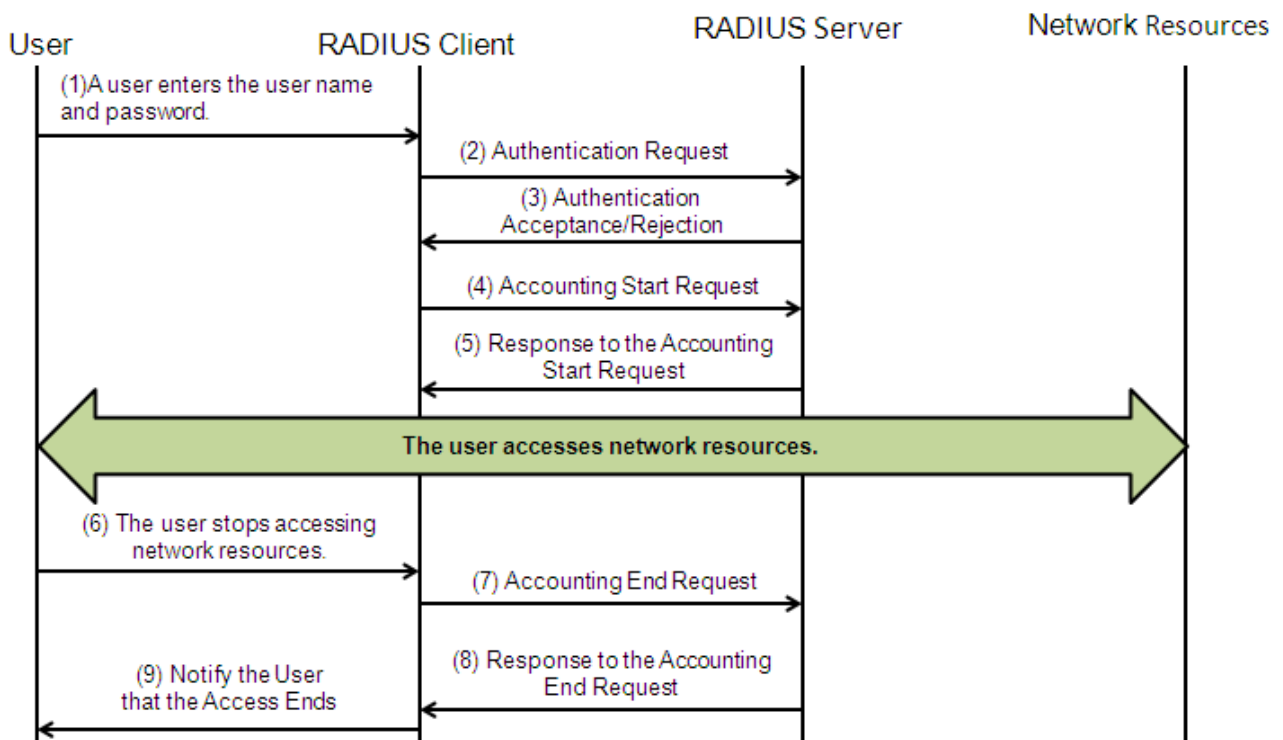 User
RADIUS Client
RADIUS Server
Network Resources
(1)A user enters the user name
and password.
(2) Authentication Request
(3) Authentication
Acceptance/Rejection
(4) Accounting Start Request
(5) Response to the Accounting
Start Request
The user accesses network resources.
(6) The user stops accessing
network resources.
(7) Accounting End Request
(8) Response to the Accounting
End Request
(9) Notify the User
that the Access Ends